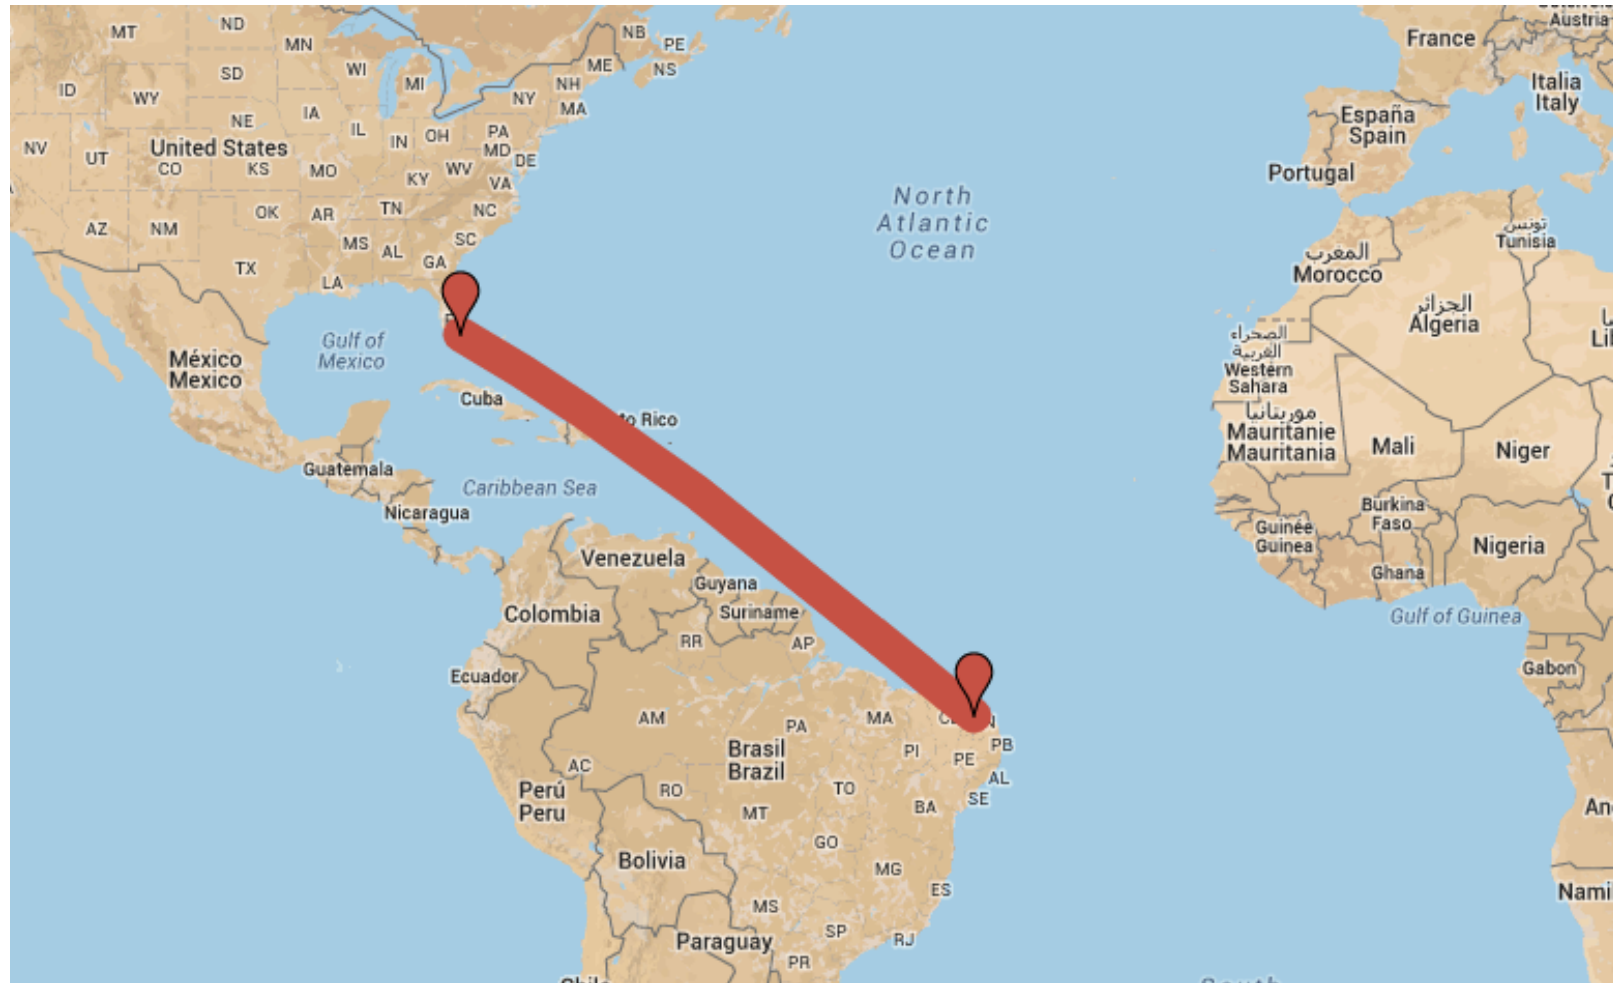 MT
ND
MN
NB
PE
Austria
France
ID
SD
WI
MI
ME
NS
WY
NY
NH
MA
Italia
Italy
NE
IA
España
Spain
NV
UT
United States
CO
KS
IL
IN
OH
PA
MD
DE
MO
KY
WV
VA
Portugal
AZ
NM
OK
AR
TN
NC
North
Atlantic
Ocean
MS
AL
SC
GA
TX
LA
تونس
Tunisia
المغرب
Morocco
الجزائر
Algeria
Gulf of
Mexico
México
Mexico
الصحراء
الغربية
Western
Sahara
Cuba
to Rico
موريتانيا
Mauritanie
Mauritania
Mali
Niger
Guatemala
Caribbean Sea
Nicaragua
Burkina
Faso
Guinée
Guinea
Nigeria
Venezuela
Ghana
Guyana
Suriname
Colombia
Gulf of Guinea
RR
AP
Ecuador
Gabon
AM
PA
MA
PB
Brasil
Brazil
PI
PE
AC
AL
Perú
Peru
RO
TO
SE
MT
BA
GO
Bolivia
MG
ES
MS
SP
Paraguay
RJ
PR